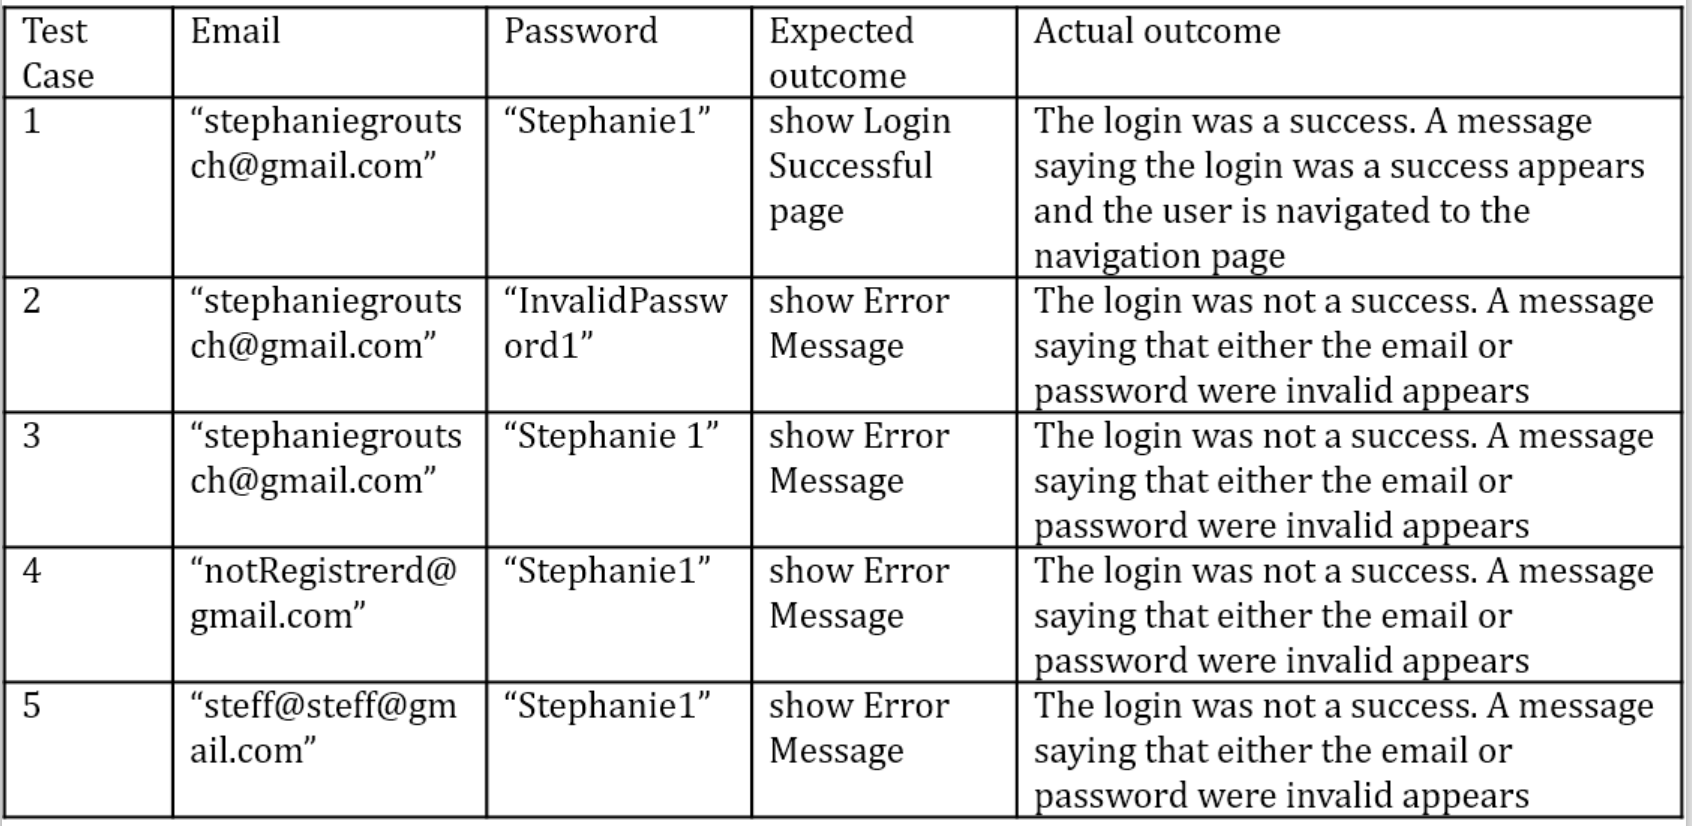 Test Case Email Password Expected outcome Actual outcome
1 “stephaniegroutsch@gmail.com” “Stephanie1” show Login Successful page The login was a success. A message saying the login was a success appears and the user is navigated to the navigation page
2 “stephaniegroutsch@gmail.com” “InvalidPassword1” show Error Message The login was not a success. A message saying that either the email or password were invalid appears
3 “stephaniegroutsch@gmail.com” “Stephanie 1” show Error Message The login was not a success. A message saying that either the email or password were invalid appears
4 “notRegistrerd@gmail.com” “Stephanie1” show Error Message The login was not a success. A message saying that either the email or password were invalid appears
5 “steff@steff@gmail.com” “Stephanie1” show Error Message The login was not a success. A message saying that either the email or password were invalid appears